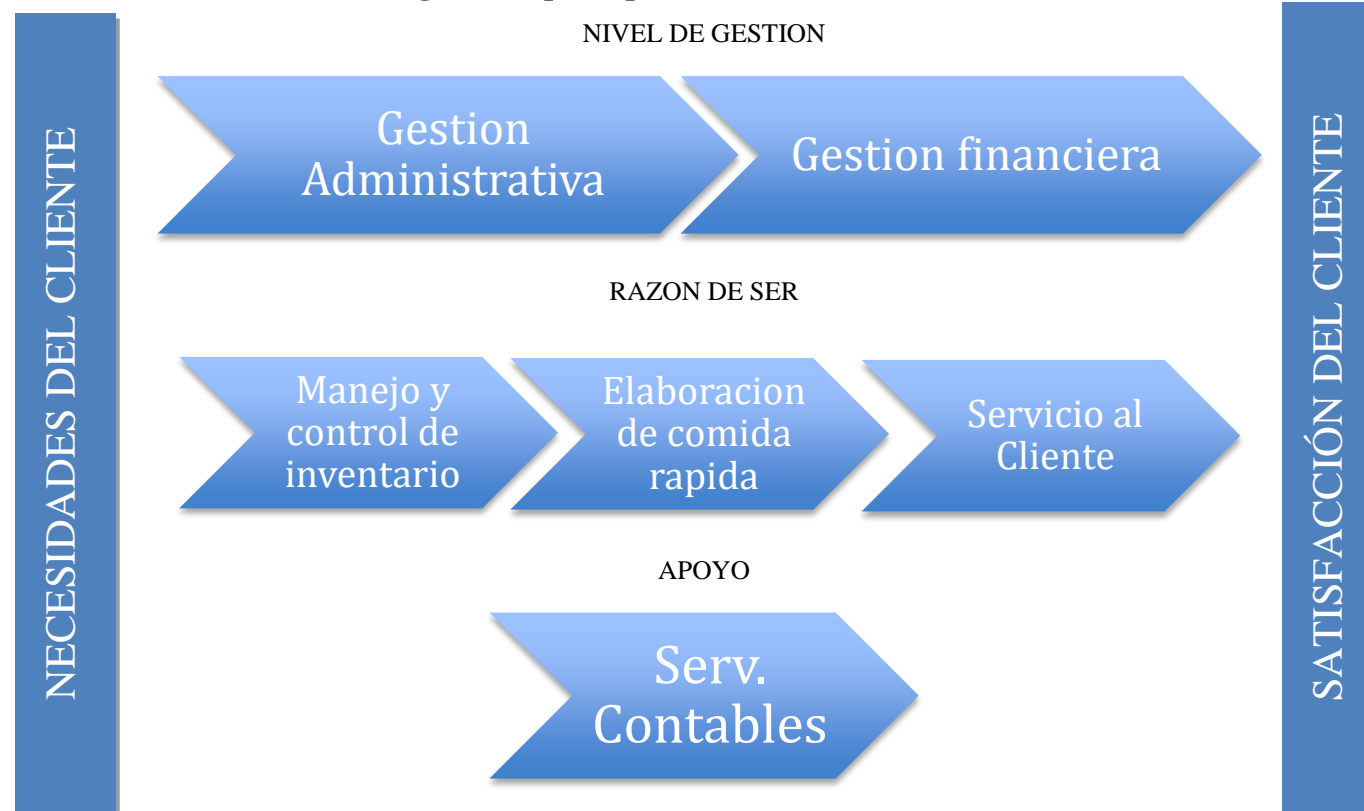 NIVEL DE GESTION
NECESIDADES DEL CLIENTE
Gestion
Administrativa
Gestion financiera
RAZON DE SER
Manejo y
control de
inventario
Elaboracion
de comida
rapida
Servicio al
Cliente
APOYO
Serv.
Contables
SATISFACCIÓN DEL CLIENTE